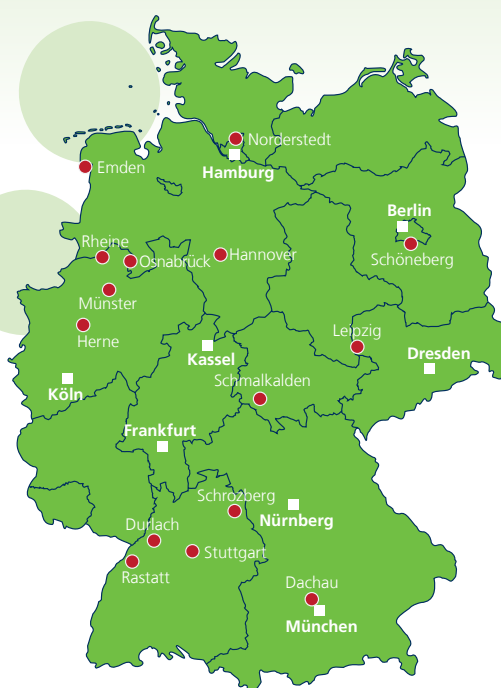 Norderstedt
Emden
Hamburg
Berlin
Rheine
Osnabrück
Hannover
Schöneberg
Münster
Herne
Leipzig
Kassel
Dresden
Schmalkalden
Köln
Frankfurt
Schrozberg
Nürnberg
Durlach
Stuttgart
Rastatt
Dachau
München